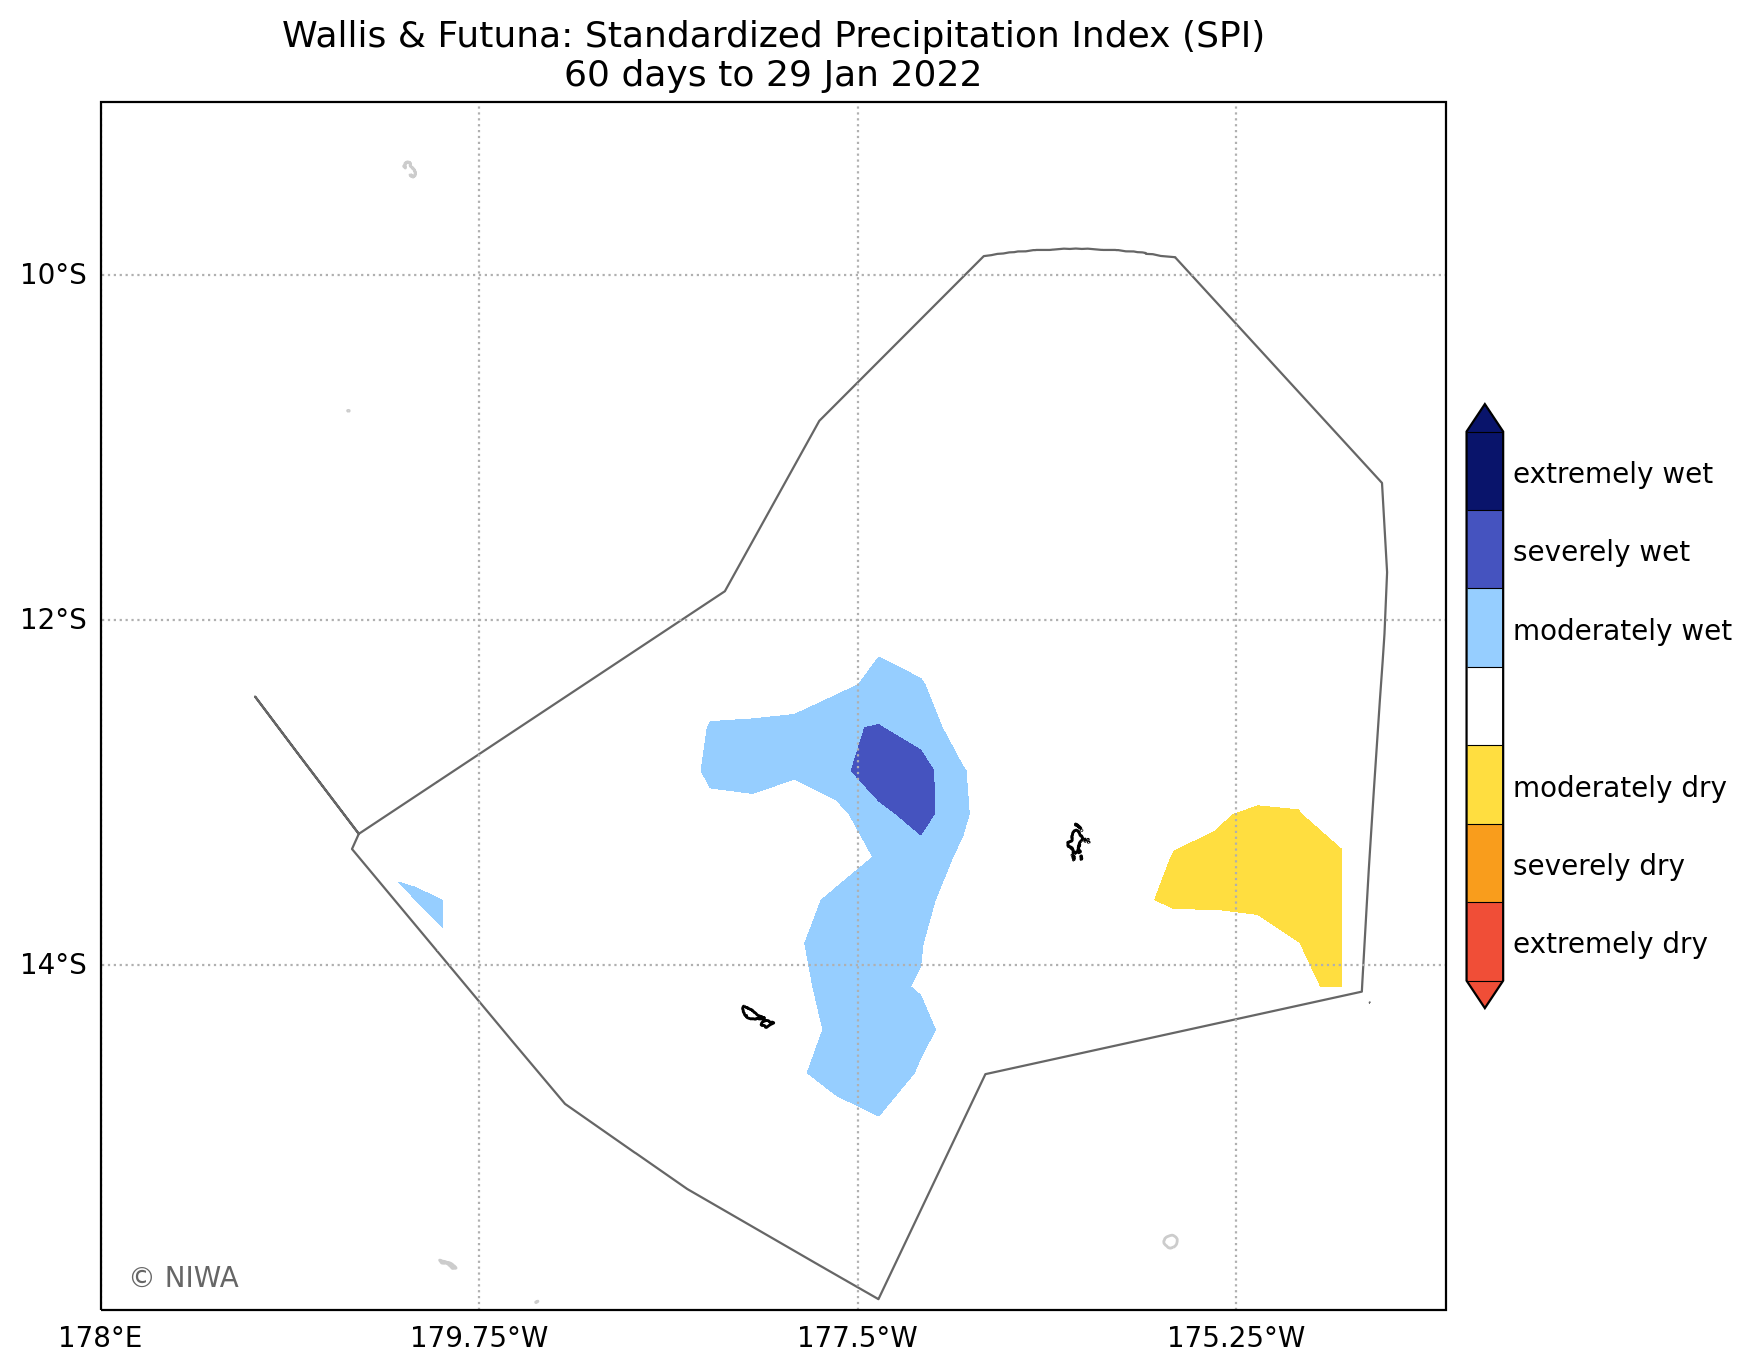 Wallis & Futuna: Standardized Precipitation Index (SPI)
60 days to 29 Jan 2022
10°S
12°S
14°S
extremely wet
severely wet
moderately wet
moderately dry
severely dry
extremely dry
© NIWA
178°E
179.75°W
177.5°W
175.25°W